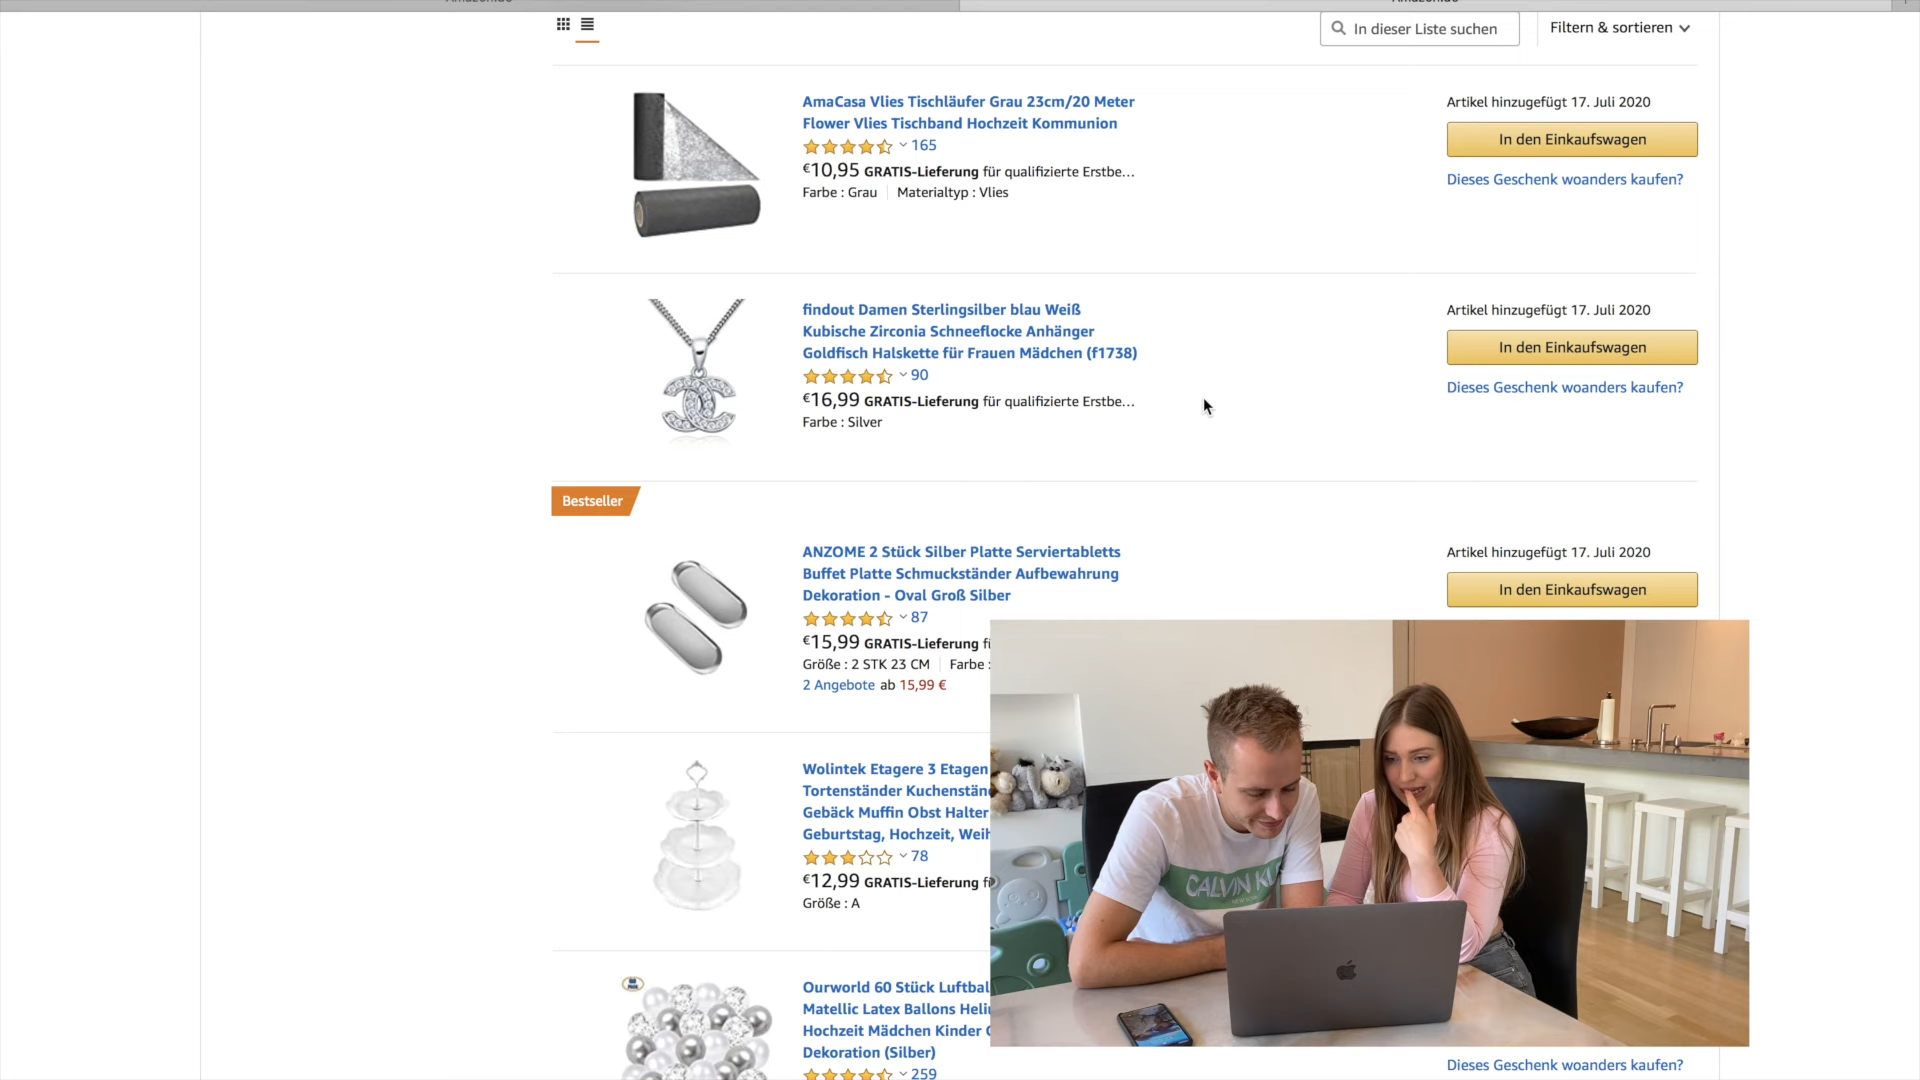 In dieser Liste suchen
Filtern & sortieren
AmaCasa Vlies Tischläufer Grau 23cm/20 Meter
Flower Vlies Tischband Hochzeit Kommunion
165
€10,95 GRATIS-Lieferung für qualifizierte Erstbe…
Farbe : Grau
Materialtyp : Vlies
Artikel hinzugefügt 17. Juli 2020
In den Einkaufswagen
Dieses Geschenk woanders kaufen?
findout Damen Sterlingsilber blau Weiß
Kubische Zirconia Schneeflocke Anhänger
Goldfisch Halskette für Frauen Mädchen (f1738)
90
€16,99 GRATIS-Lieferung für qualifizierte Erstbe…
Farbe : Silver
Artikel hinzugefügt 17. Juli 2020
In den Einkaufswagen
Dieses Geschenk woanders kaufen?
Bestseller
ANZOME 2 Stück Silber Platte Serviertabletts
Buffet Platte Schmuckständer Aufbewahrung
Dekoration - Oval Groß Silber
87
€15,99 GRATIS-Lieferung
Größe : 2 STK 23 CM
Farbe :
2 Angebote ab 15,99 €
Artikel hinzugefügt 17. Juli 2020
In den Einkaufswagen
Wolintek Etagere 3 Etagen
Tortenständer Kuchenstän
Gebäck Muffin Obst Halter
Geburtstag, Hochzeit, Weih
78
€12,99 GRATIS-Lieferung
Größe : A
CALVIN K
Ourworld 60 Stück Luftbal
Matellic Latex Ballons Heli
Hochzeit Mädchen Kinder
Dekoration (Silber)
259
Dieses Geschenk woanders kaufen?